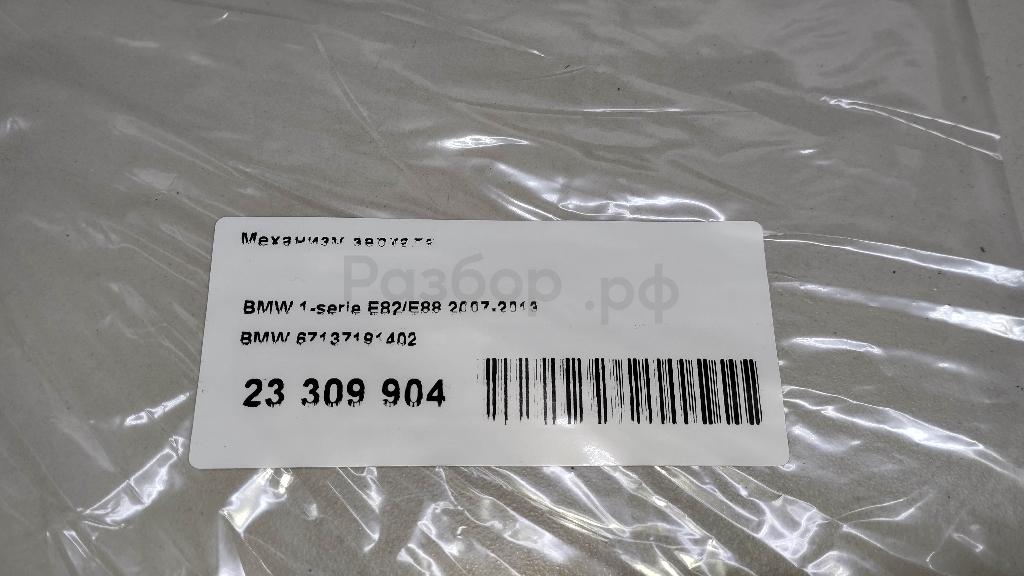 Механизм зеркала
Разбор.рф
BMW 1-serie E82/E88 2007-2013
BMW 67137191402
23 309 904